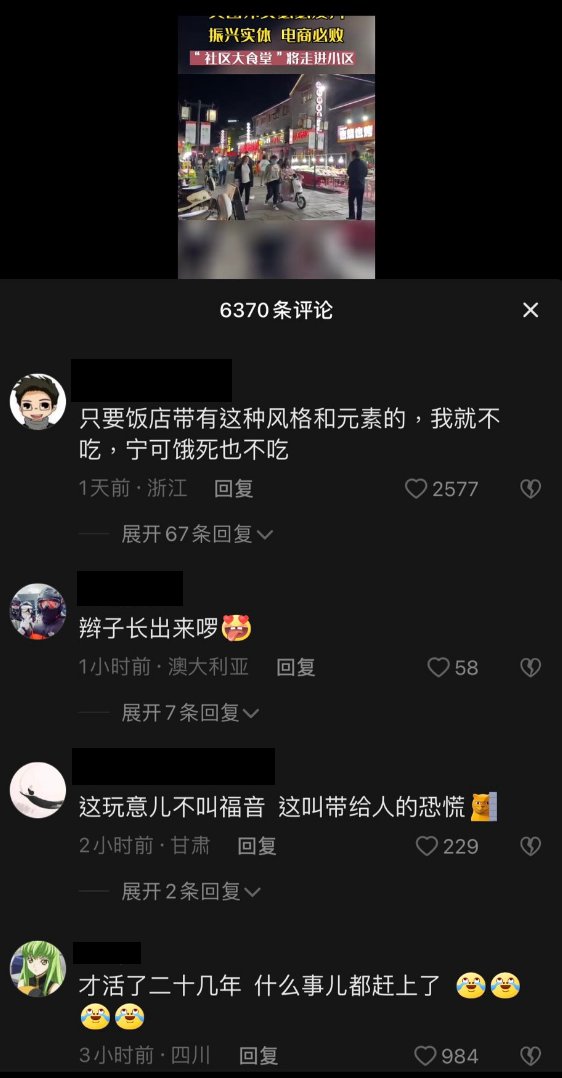 振兴实体 电商必败
“社区大食堂”将走进小区
6370条评论
只要饭店带有这种风格和元素的，我就不
吃，宁可饿死也不吃
1天前·浙江 回复 2577
展开67条回复
辫子长出来啰
1小时前·澳大利亚 回复 58
展开7条回复
这玩意儿不叫福音 这叫带给人的恐慌
2小时前·甘肃 回复 229
展开2条回复
才活了二十几年 什么事儿都赶上了
3小时前·四川 回复 984